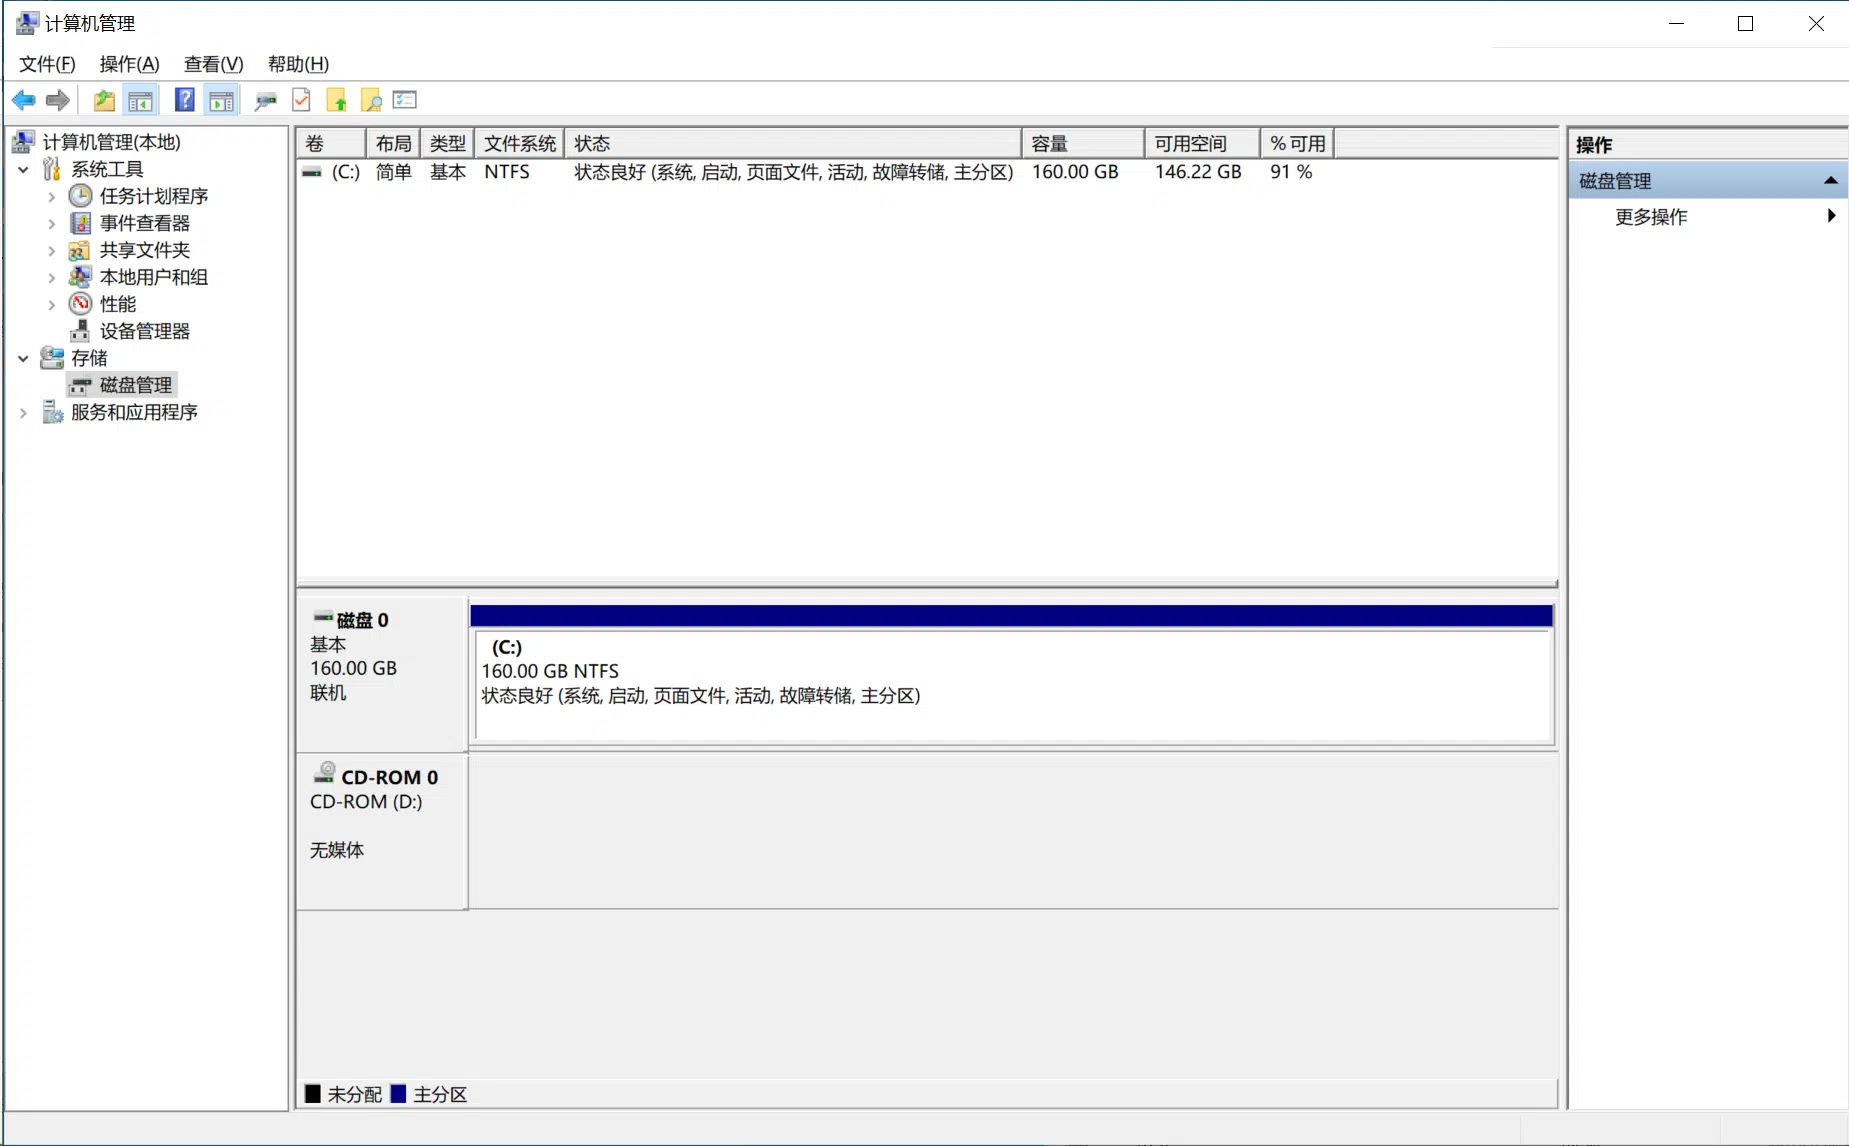 计算机管理
文件(F) 操作(A) 查看(V) 帮助(H)
计算机管理(本地)
系统工具
任务计划程序
事件查看器
共享文件夹
本地用户和组
性能
设备管理器
存储
磁盘管理
服务和应用程序
卷 布局 类型 文件系统 状态 容量 可用空间 % 可用
(C:) 简单 基本 NTFS 状态良好 (系统, 启动, 页面文件, 活动, 故障转储, 主分区) 160.00 GB 146.22 GB 91 %
磁盘 0
基本
160.00 GB
联机
(C:)
160.00 GB NTFS
状态良好 (系统, 启动, 页面文件, 活动, 故障转储, 主分区)
CD-ROM 0
CD-ROM (D:)
无媒体
未分配 主分区
操作
磁盘管理
更多操作